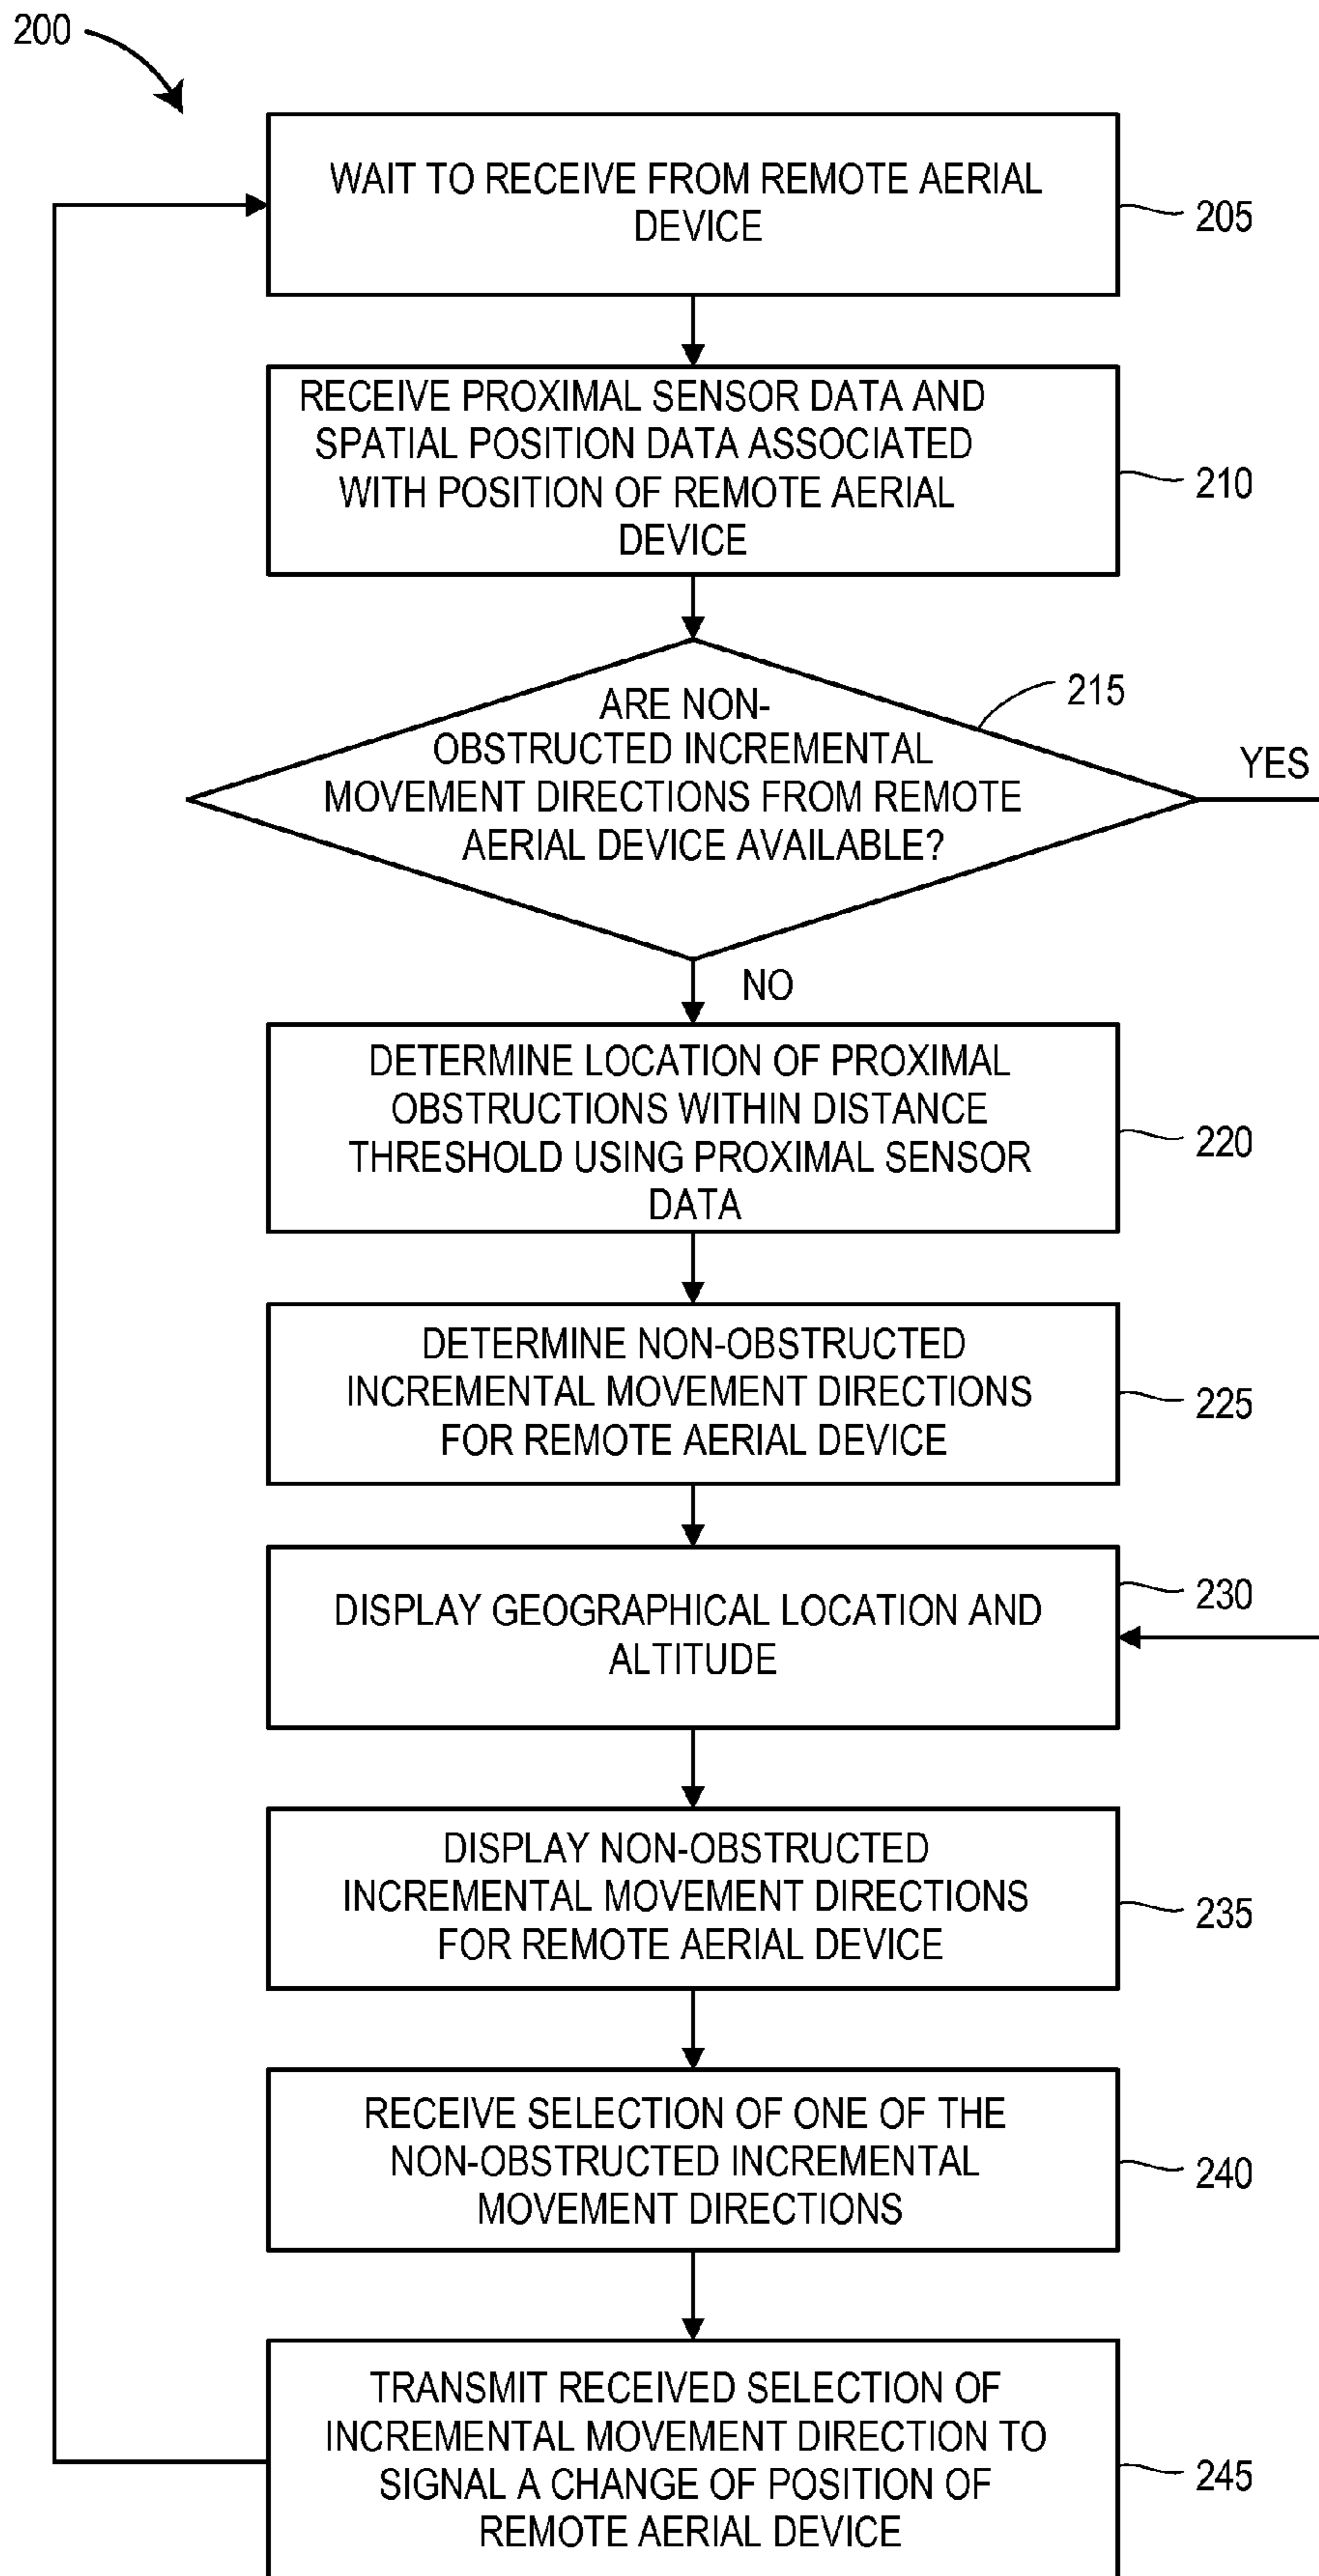 200
WAIT TO RECEIVE FROM REMOTE AERIAL
DEVICE
205
RECEIVE PROXIMAL SENSOR DATA AND
SPATIAL POSITION DATA ASSOCIATED
WITH POSITION OF REMOTE AERIAL
DEVICE
210
ARE NON-
OBSTRUCTED INCREMENTAL
MOVEMENT DIRECTIONS FROM REMOTE
AERIAL DEVICE AVAILABLE?
215
YES
NO
DETERMINE LOCATION OF PROXIMAL
OBSTRUCTIONS WITHIN DISTANCE
THRESHOLD USING PROXIMAL SENSOR
DATA
220
DETERMINE NON-OBSTRUCTED
INCREMENTAL MOVEMENT DIRECTIONS
FOR REMOTE AERIAL DEVICE
225
DISPLAY GEOGRAPHICAL LOCATION AND
ALTITUDE
230
DISPLAY NON-OBSTRUCTED
INCREMENTAL MOVEMENT DIRECTIONS
FOR REMOTE AERIAL DEVICE
235
RECEIVE SELECTION OF ONE OF THE
NON-OBSTRUCTED INCREMENTAL
MOVEMENT DIRECTIONS
240
TRANSMIT RECEIVED SELECTION OF
INCREMENTAL MOVEMENT DIRECTION TO
SIGNAL A CHANGE OF POSITION OF
REMOTE AERIAL DEVICE
245